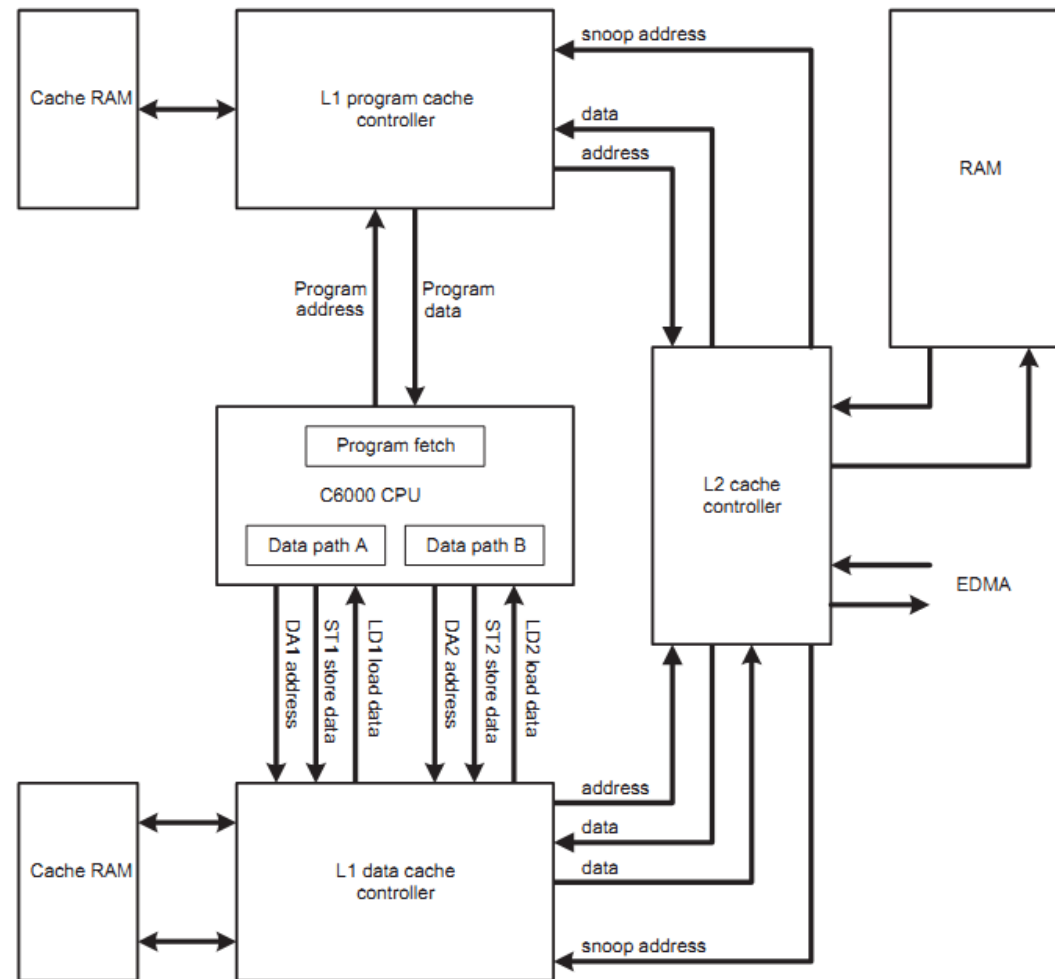 snoop address
Cache RAM
L1 program cache
controller
data
address
RAM
Program
address
Program
data
Program fetch
C6000 CPU
Data path A
Data path B
L2 cache
controller
EDMA
DA1 address
ST1 store data
LD1 load data
DA2 address
ST2 store data
LD2 load data
address
data
data
Cache RAM
L1 data cache
controller
snoop address